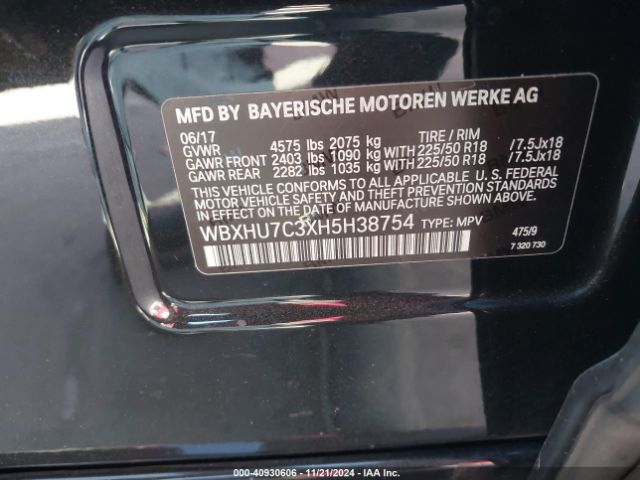 MFD BY BAYERISCHE MOTOREN WERKE AG
06/17 TIRE / RIM
GVWR 4575 lbs 2075 kg
GAWR FRONT 2403 lbs 1090 kg WITH 225/50 R18 /7.5Jx18
GAWR REAR 2282 lbs 1035 kg WITH 225/50 R18 /7.5Jx18
THIS VEHICLE CONFORMS TO ALL APPLICABLE U. S. FEDERAL
MOTOR VEHICLE SAFETY AND THEFT PREVENTION STANDARDS
IN EFFECT ON THE DATE OF MANUFACTURE SHOWN ABOVE.
WBXHU7C3XH5H38754 TYPE: MPV
475/9
7 320 730
000-40930606 - 11/21/2024 - IAAI.com